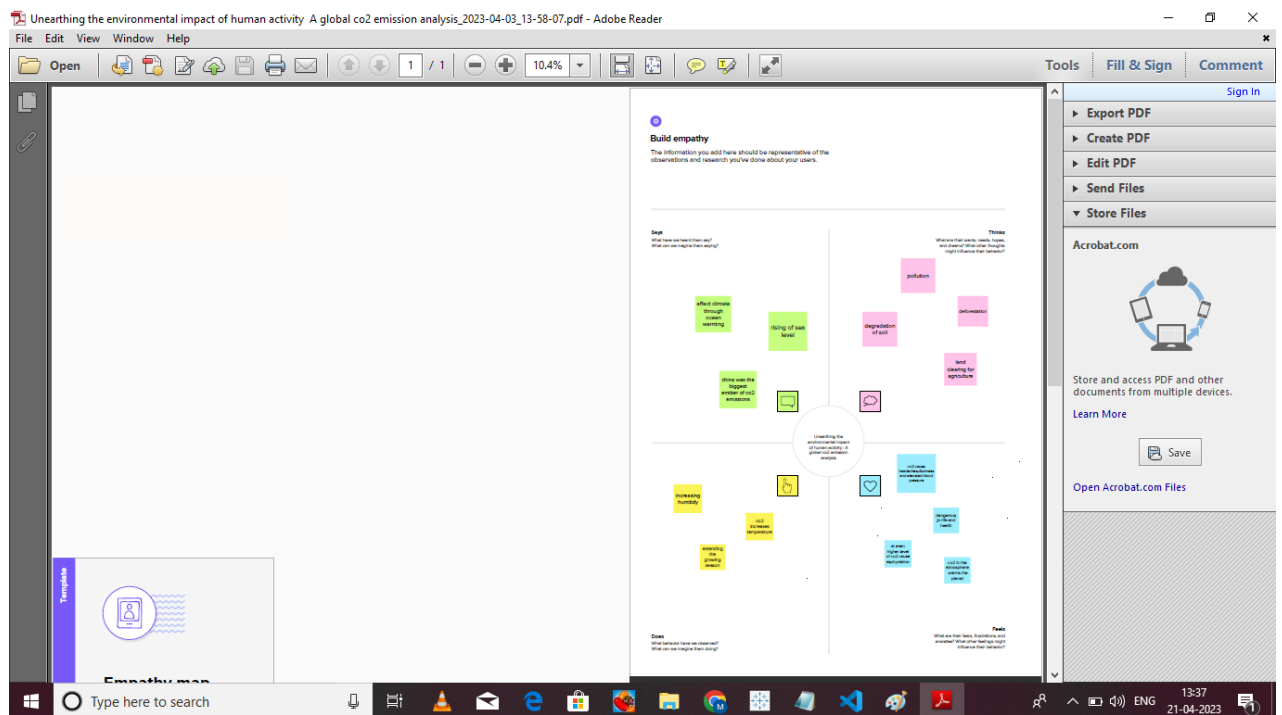 Unearthing the environmental impact of human activity A global co2 emission analysis_2023-04-03_13-58-07.pdf - Adobe Reader
File Edit View Window Help
Open 1 / 1 10.4% Tools Fill & Sign Comment
Sign In
Export PDF
Create PDF
Edit PDF
Send Files
Store Files
Acrobat.com
Store and access PDF and other
documents from multiple devices.
Learn More
Save
Open Acrobat.com Files
Build empathy
The information you add here should be representative of the
observations and research you've done about your users.
Says
What have we heard them say?
What can we imagine them saying?
Thinks
What are their wants, needs, hopes,
and dreams? What other thoughts
might influence their behavior?
affect climate
through
ocean
warming
rising of sea
level
china was the
biggest
emitter of co2
emissions
pollution
deforestation
degradation
of soil
land
clearing for
agriculture
Unearthing the
environmental impact
of human activity : A
global co2 emission
analysis
increasing
humtidy
co2
increases
temperature
extending
the
growing
season
dangerous
to life and
health
co2 in the
atmosphere
warms the
planet
Does
What behavior have we observed?
What can we imagine them doing?
Feels
What are their fears, frustrations, and
anxieties? What other feelings might
influence their behavior?
Template
Empathy map
Type here to search
ENG
13:37
21-04-2023